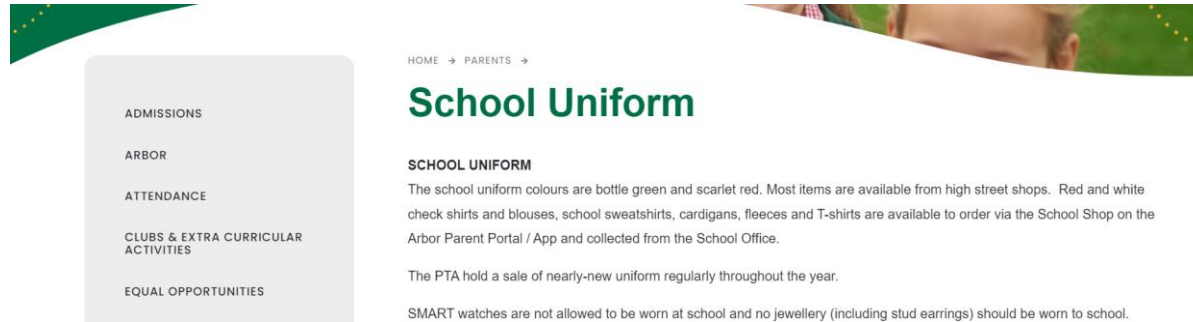 HOME → PARENTS →
School Uniform
ADMISSIONS
ARBOR
ATTENDANCE
CLUBS & EXTRA CURRICULAR
ACTIVITIES
EQUAL OPPORTUNITIES
SCHOOL UNIFORM
The school uniform colours are bottle green and scarlet red. Most items are available from high street shops. Red and white
check shirts and blouses, school sweatshirts, cardigans, fleeces and T-shirts are available to order via the School Shop on the
Arbor Parent Portal / App and collected from the School Office.
The PTA hold a sale of nearly-new uniform regularly throughout the year.
SMART watches are not allowed to be worn at school and no jewellery (including stud earrings) should be worn to school.